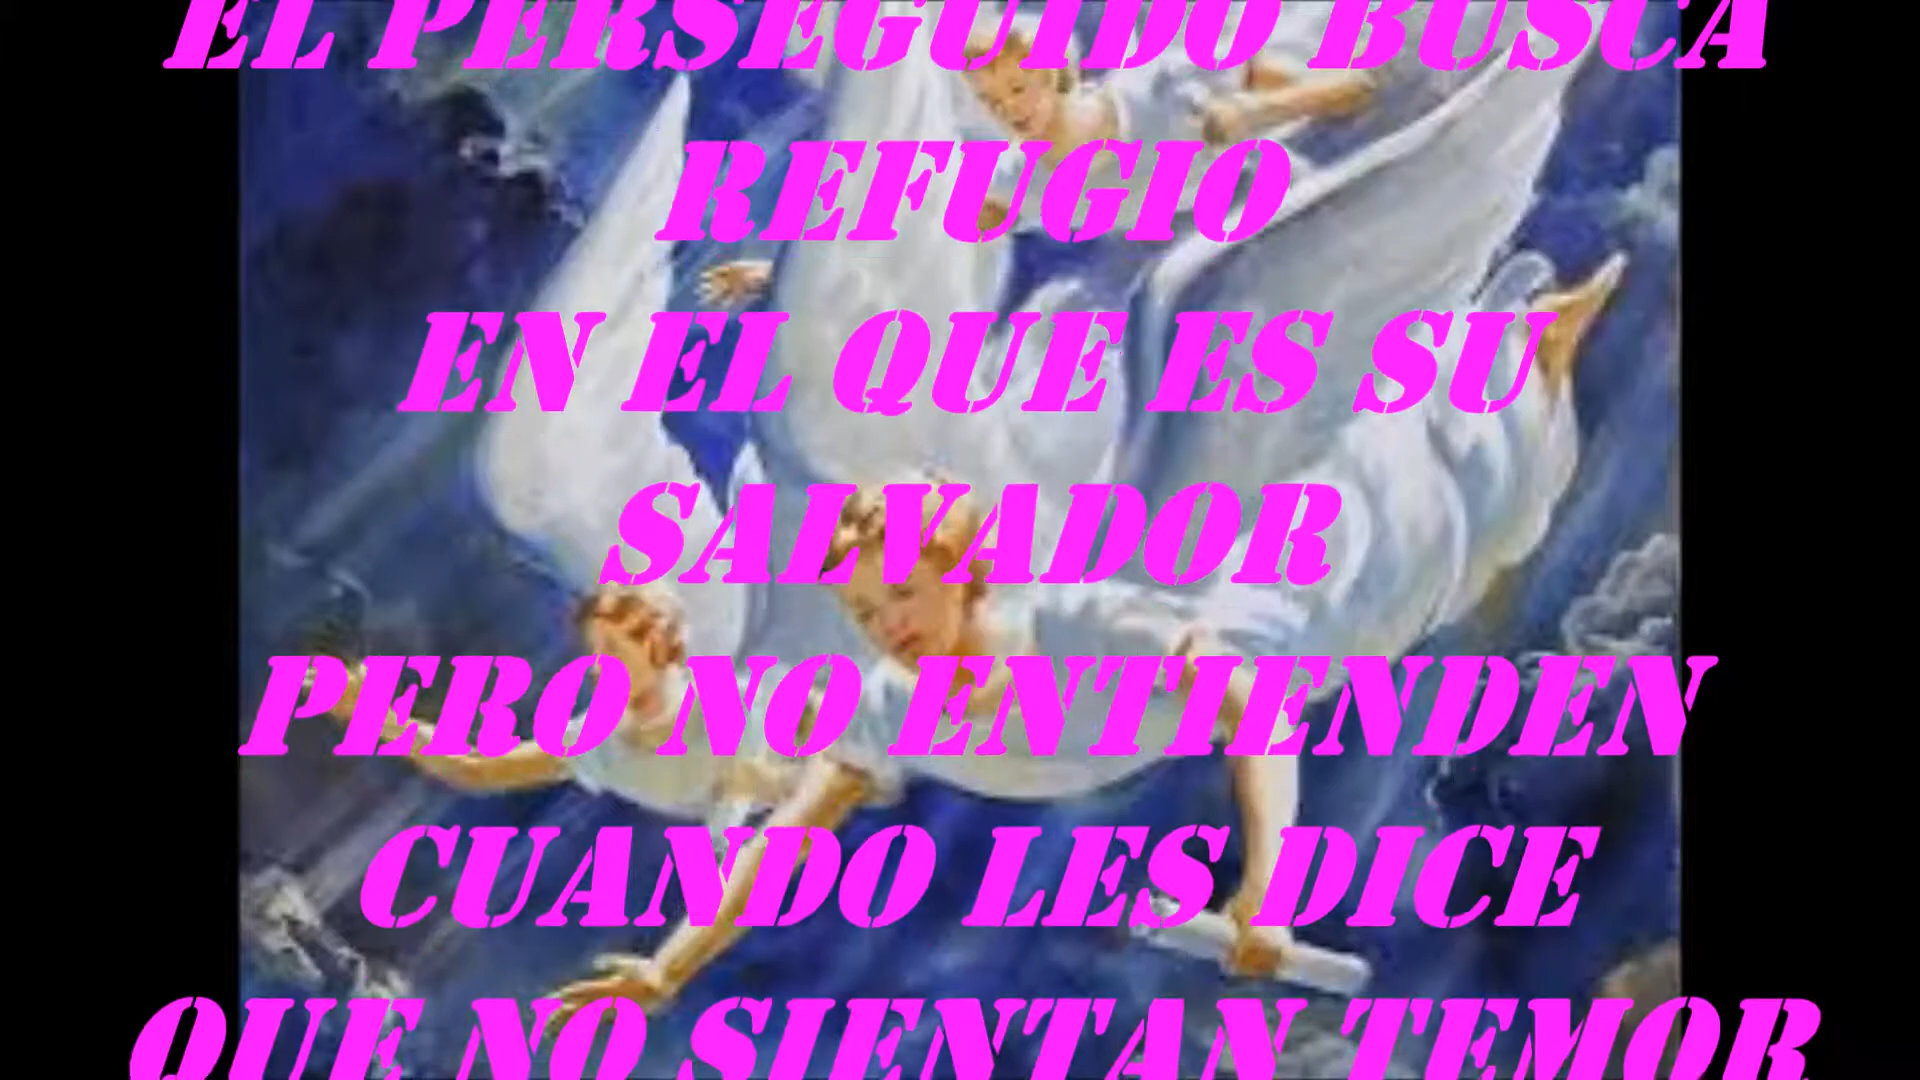 EL PERSEGUIDO BUSCA
REFUGIO
EN EL QUE ES SU
SALVADOR
PERO NO ENTIENDEN
CUANDO LES DICE
QUE NO SIENTAN TEMOR